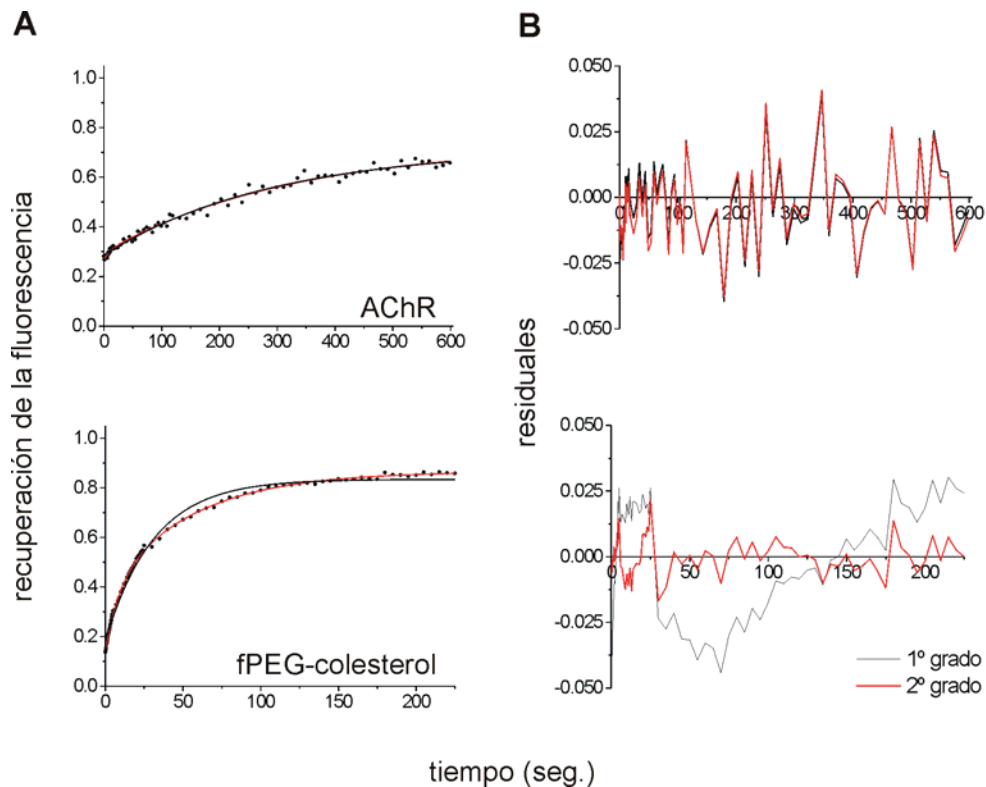 A
B
recuperación de la fluorescencia
1.0
0.8
0.6
0.4
0.2
0.0
0 100 200 300 400 500 600
AChR
1.0
0.8
0.6
0.4
0.2
0.0
0 50 100 150 200
fPEG-colesterol
residuales
0.050
0.025
0.000
-0.025
-0.050
0 100 200 300 400 500 600
0.050
0.025
0.000
-0.025
-0.050
0 50 100 150 200
1º grado
2º grado
tiempo (seg.)